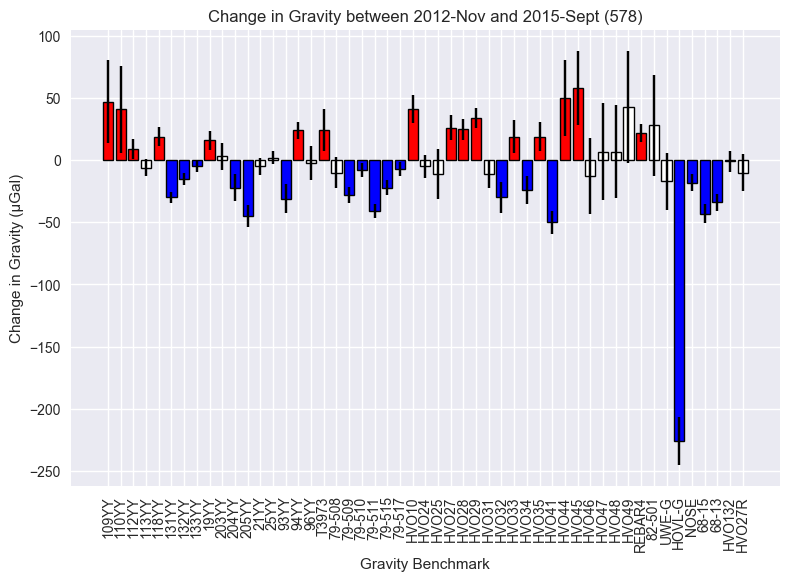 Change in Gravity between 2012-Nov and 2015-Sept (578)
Change in Gravity (μGal)
100
50
0
−50
−100
−150
−200
−250
109YY
110YY
112YY
113YY
118YY
131YY
132YY
133YY
19YY
203YY
204YY
205YY
21YY
25YY
93YY
94YY
96YY
T3973
79-508
79-509
79-510
79-511
79-515
79-517
HVO10
HVO24
HVO25
HVO27
HVO28
HVO29
HVO31
HVO32
HVO33
HVO34
HVO35
HVO41
HVO44
HVO45
HVO46
HVO47
HVO48
HVO49
REBAR4
82-501
UWE-G
HOVL-G
NOSE
68-15
68-13
HVO132
HVO27R
Gravity Benchmark